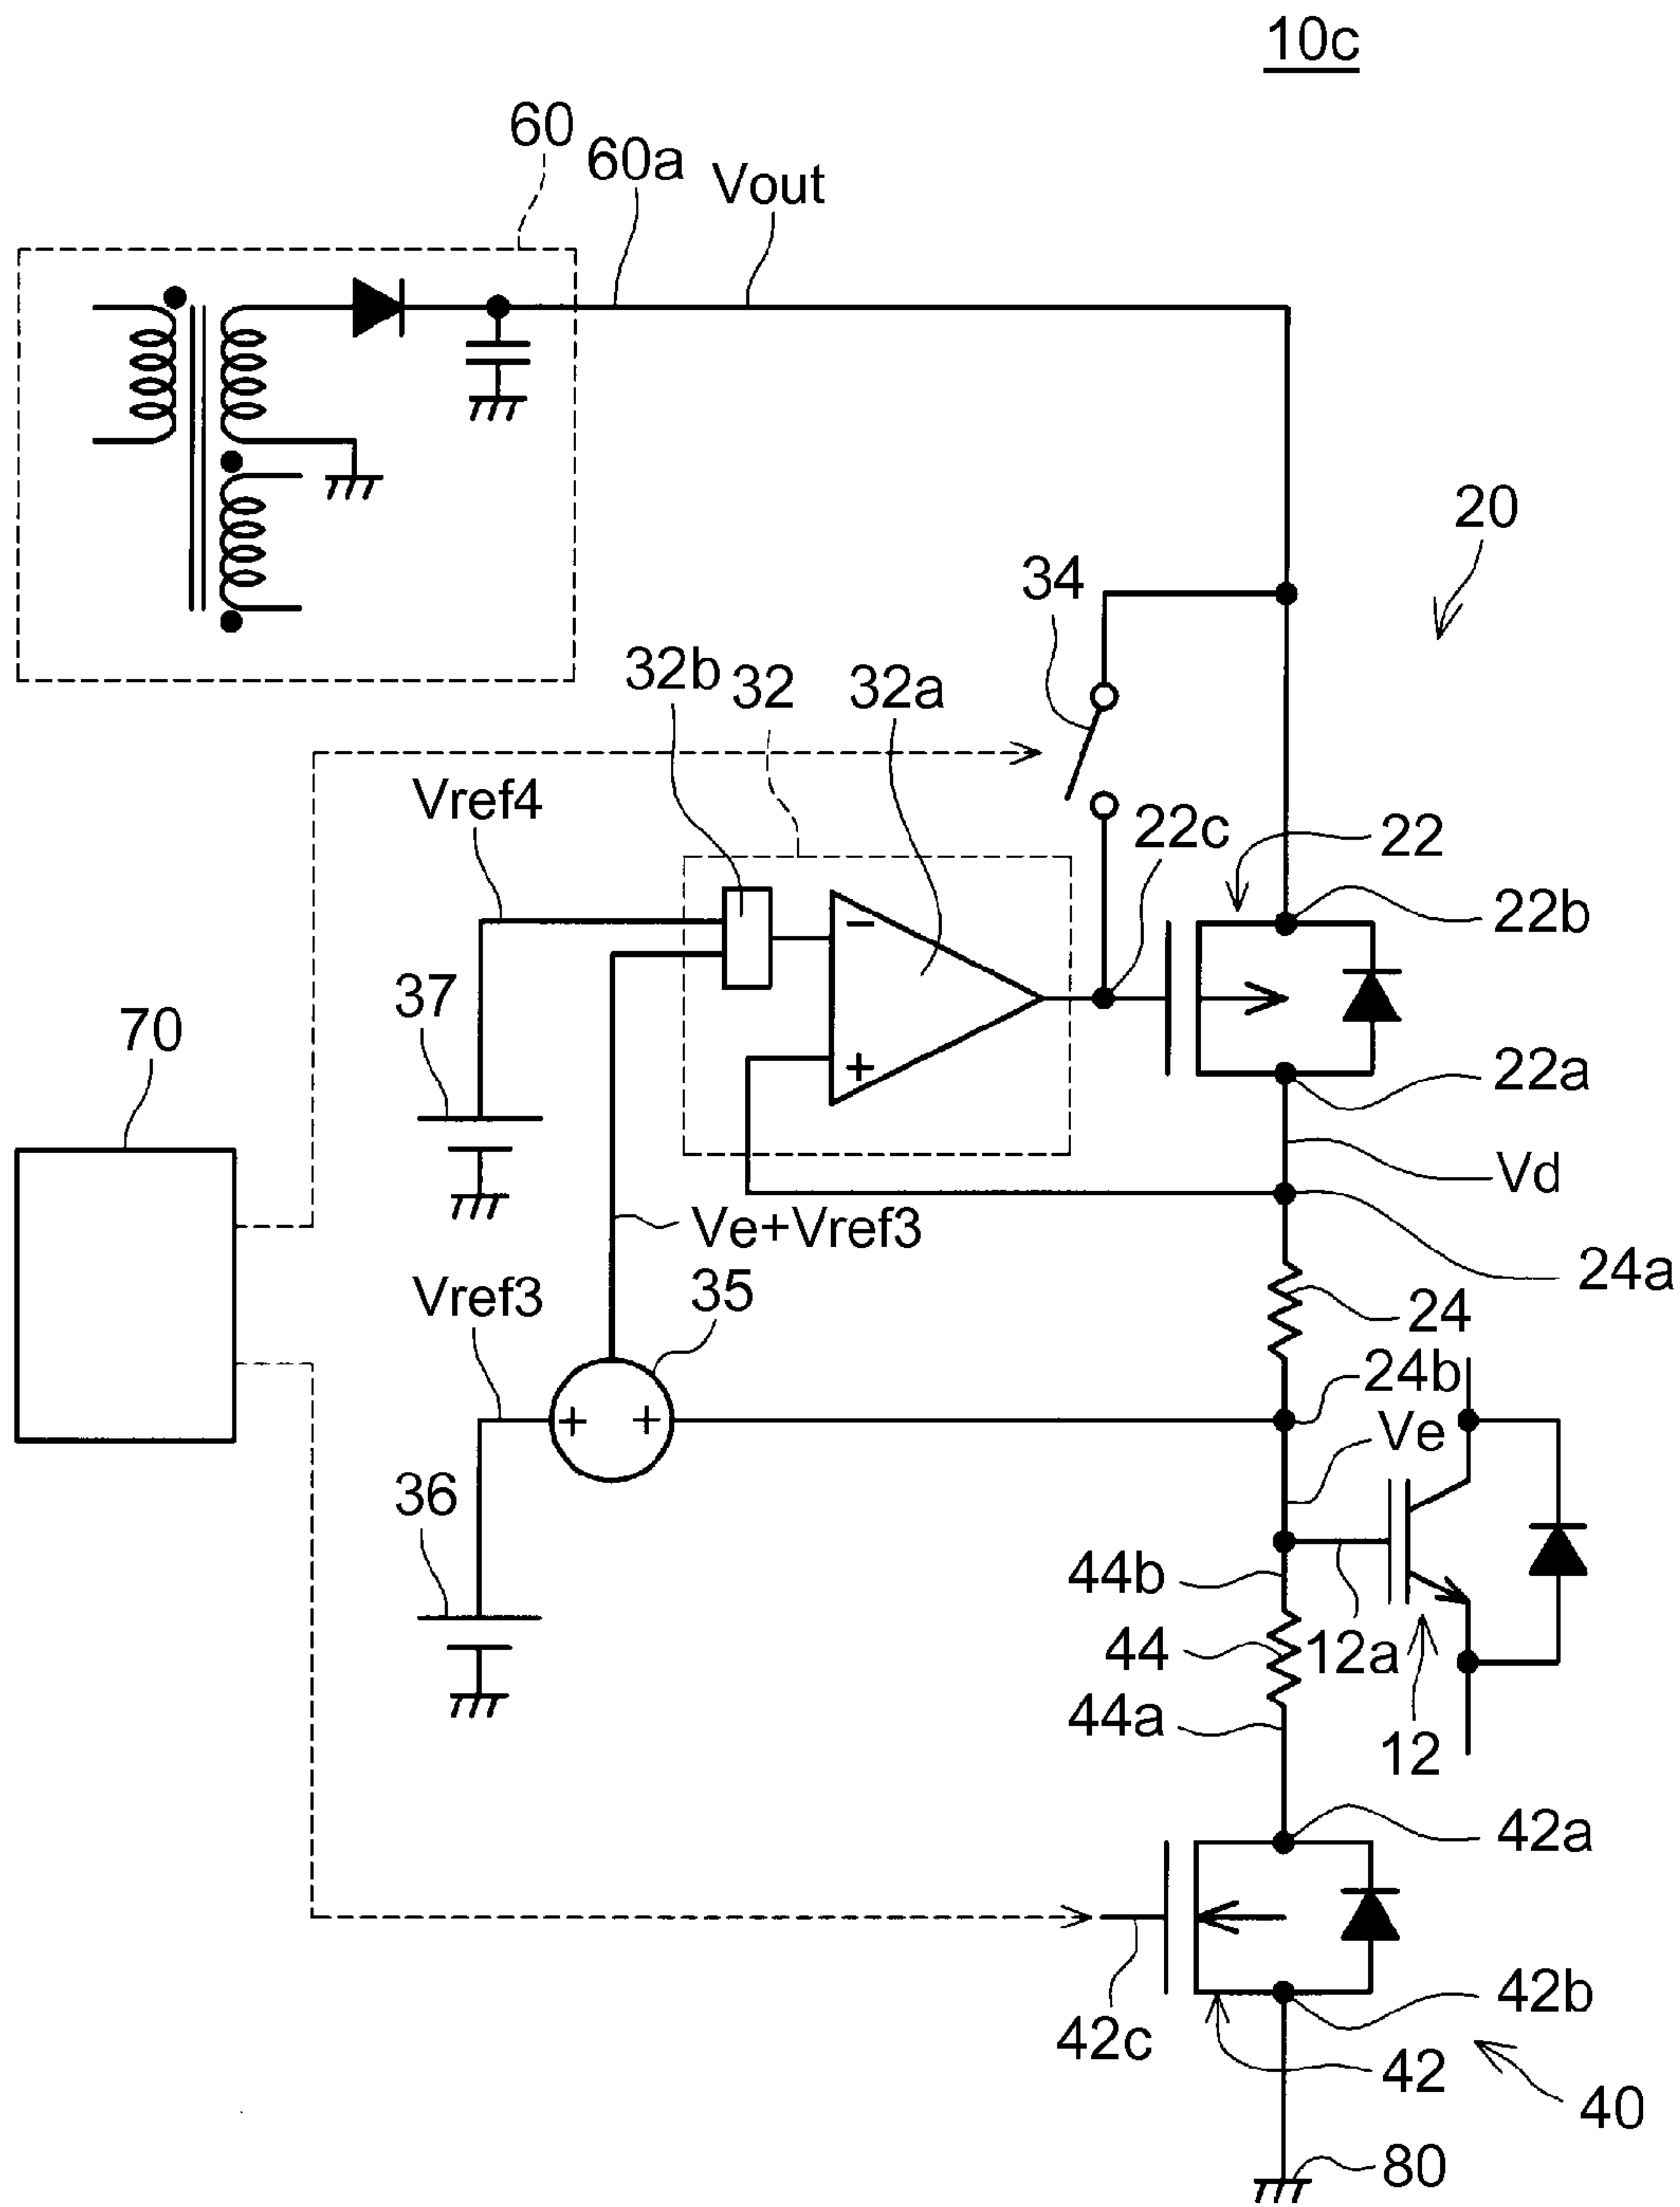 10c
60
60a
Vout
20
34
32b
32
32a
Vref4
22c
22
22b
37
70
22a
Vd
Ve+Vref3
24a
Vref3
35
24
24b
Ve
36
44b
44
12a
44a
12
42a
42b
42c
42
40
80
−
+
+
+